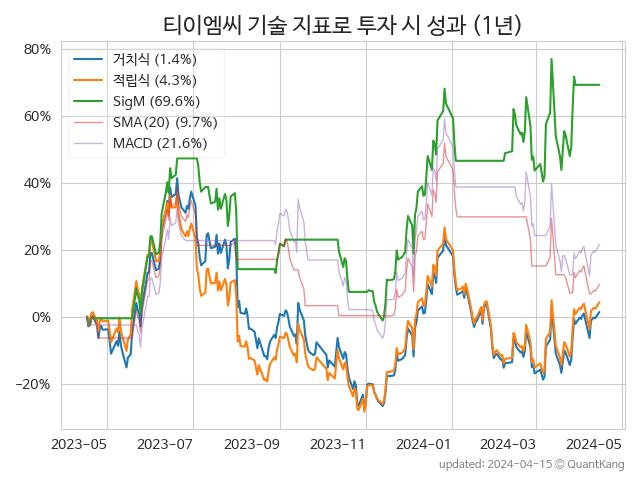 티이엠씨 기술 지표로 투자 시 성과 (1년)
80%
60%
40%
20%
0%
−20%
거치식 (1.4%)
적립식 (4.3%)
SigM (69.6%)
SMA(20) (9.7%)
MACD (21.6%)
2023-05 2023-07 2023-09 2023-11 2024-01 2024-03 2024-05
updated: 2024-04-15 © QuantKang